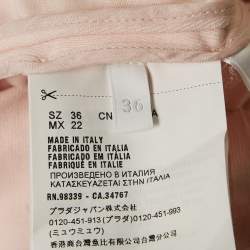 36
SZ 36 CN
MX 22
MADE IN ITALY
FABRICADO EN ITALIA
FABRICADO EM ITÁLIA
FABRIQUÉ EN ITALIE
ПРОИЗВЕДЕНО В ИТАЛИЯ
ΚΑΤΑΣΚΕΥΑΖΕΤΑΙ ΣΤΗΝ ΙΤΑΛΙΑ
RN.98339 - CA.34767
プラダジャパン株式会社
0120-451-913 (プラダ)
0120-451-993
(ミュウミュウ)